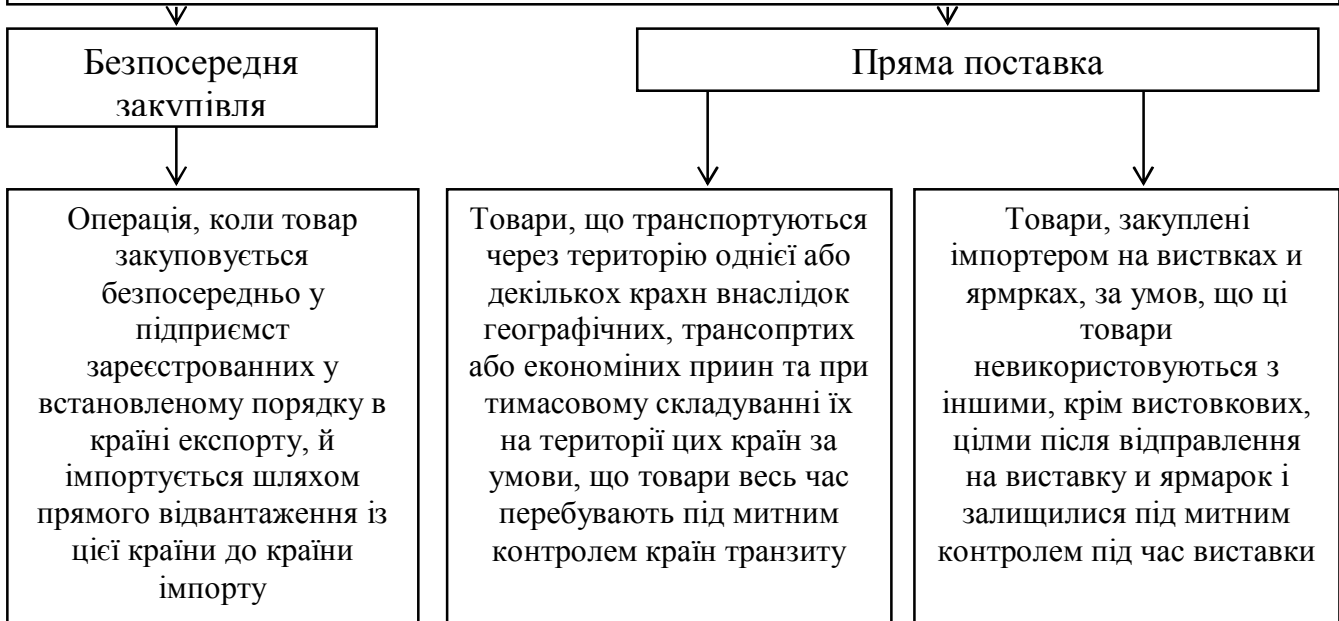 Безпосередня
закупівля
Пряма поставка
Операція, коли товар
закуповується
безпосередньо у
підприємст
зареєстрованних у
встановленому порядку в
країні експорту, й
імпортується шляхом
прямого відвантаження із
цієї країни до країни
імпорту
Товари, що транспортуються
через територію однієї або
декількох крахн внаслідок
географічних, трансопртих
або економіних приин та при
тимасовому складуванні їх
на території цих країн за
умови, що товари весь час
перебувають під митним
контролем країн транзиту
Товари, закуплені
імпортером на виствках и
ярмрках, за умов, що ці
товари
невикористовуються з
іншими, крім вистовкових,
цілми після відправлення
на виставку и ярмарок і
залищилися під митним
контролем під час виставки